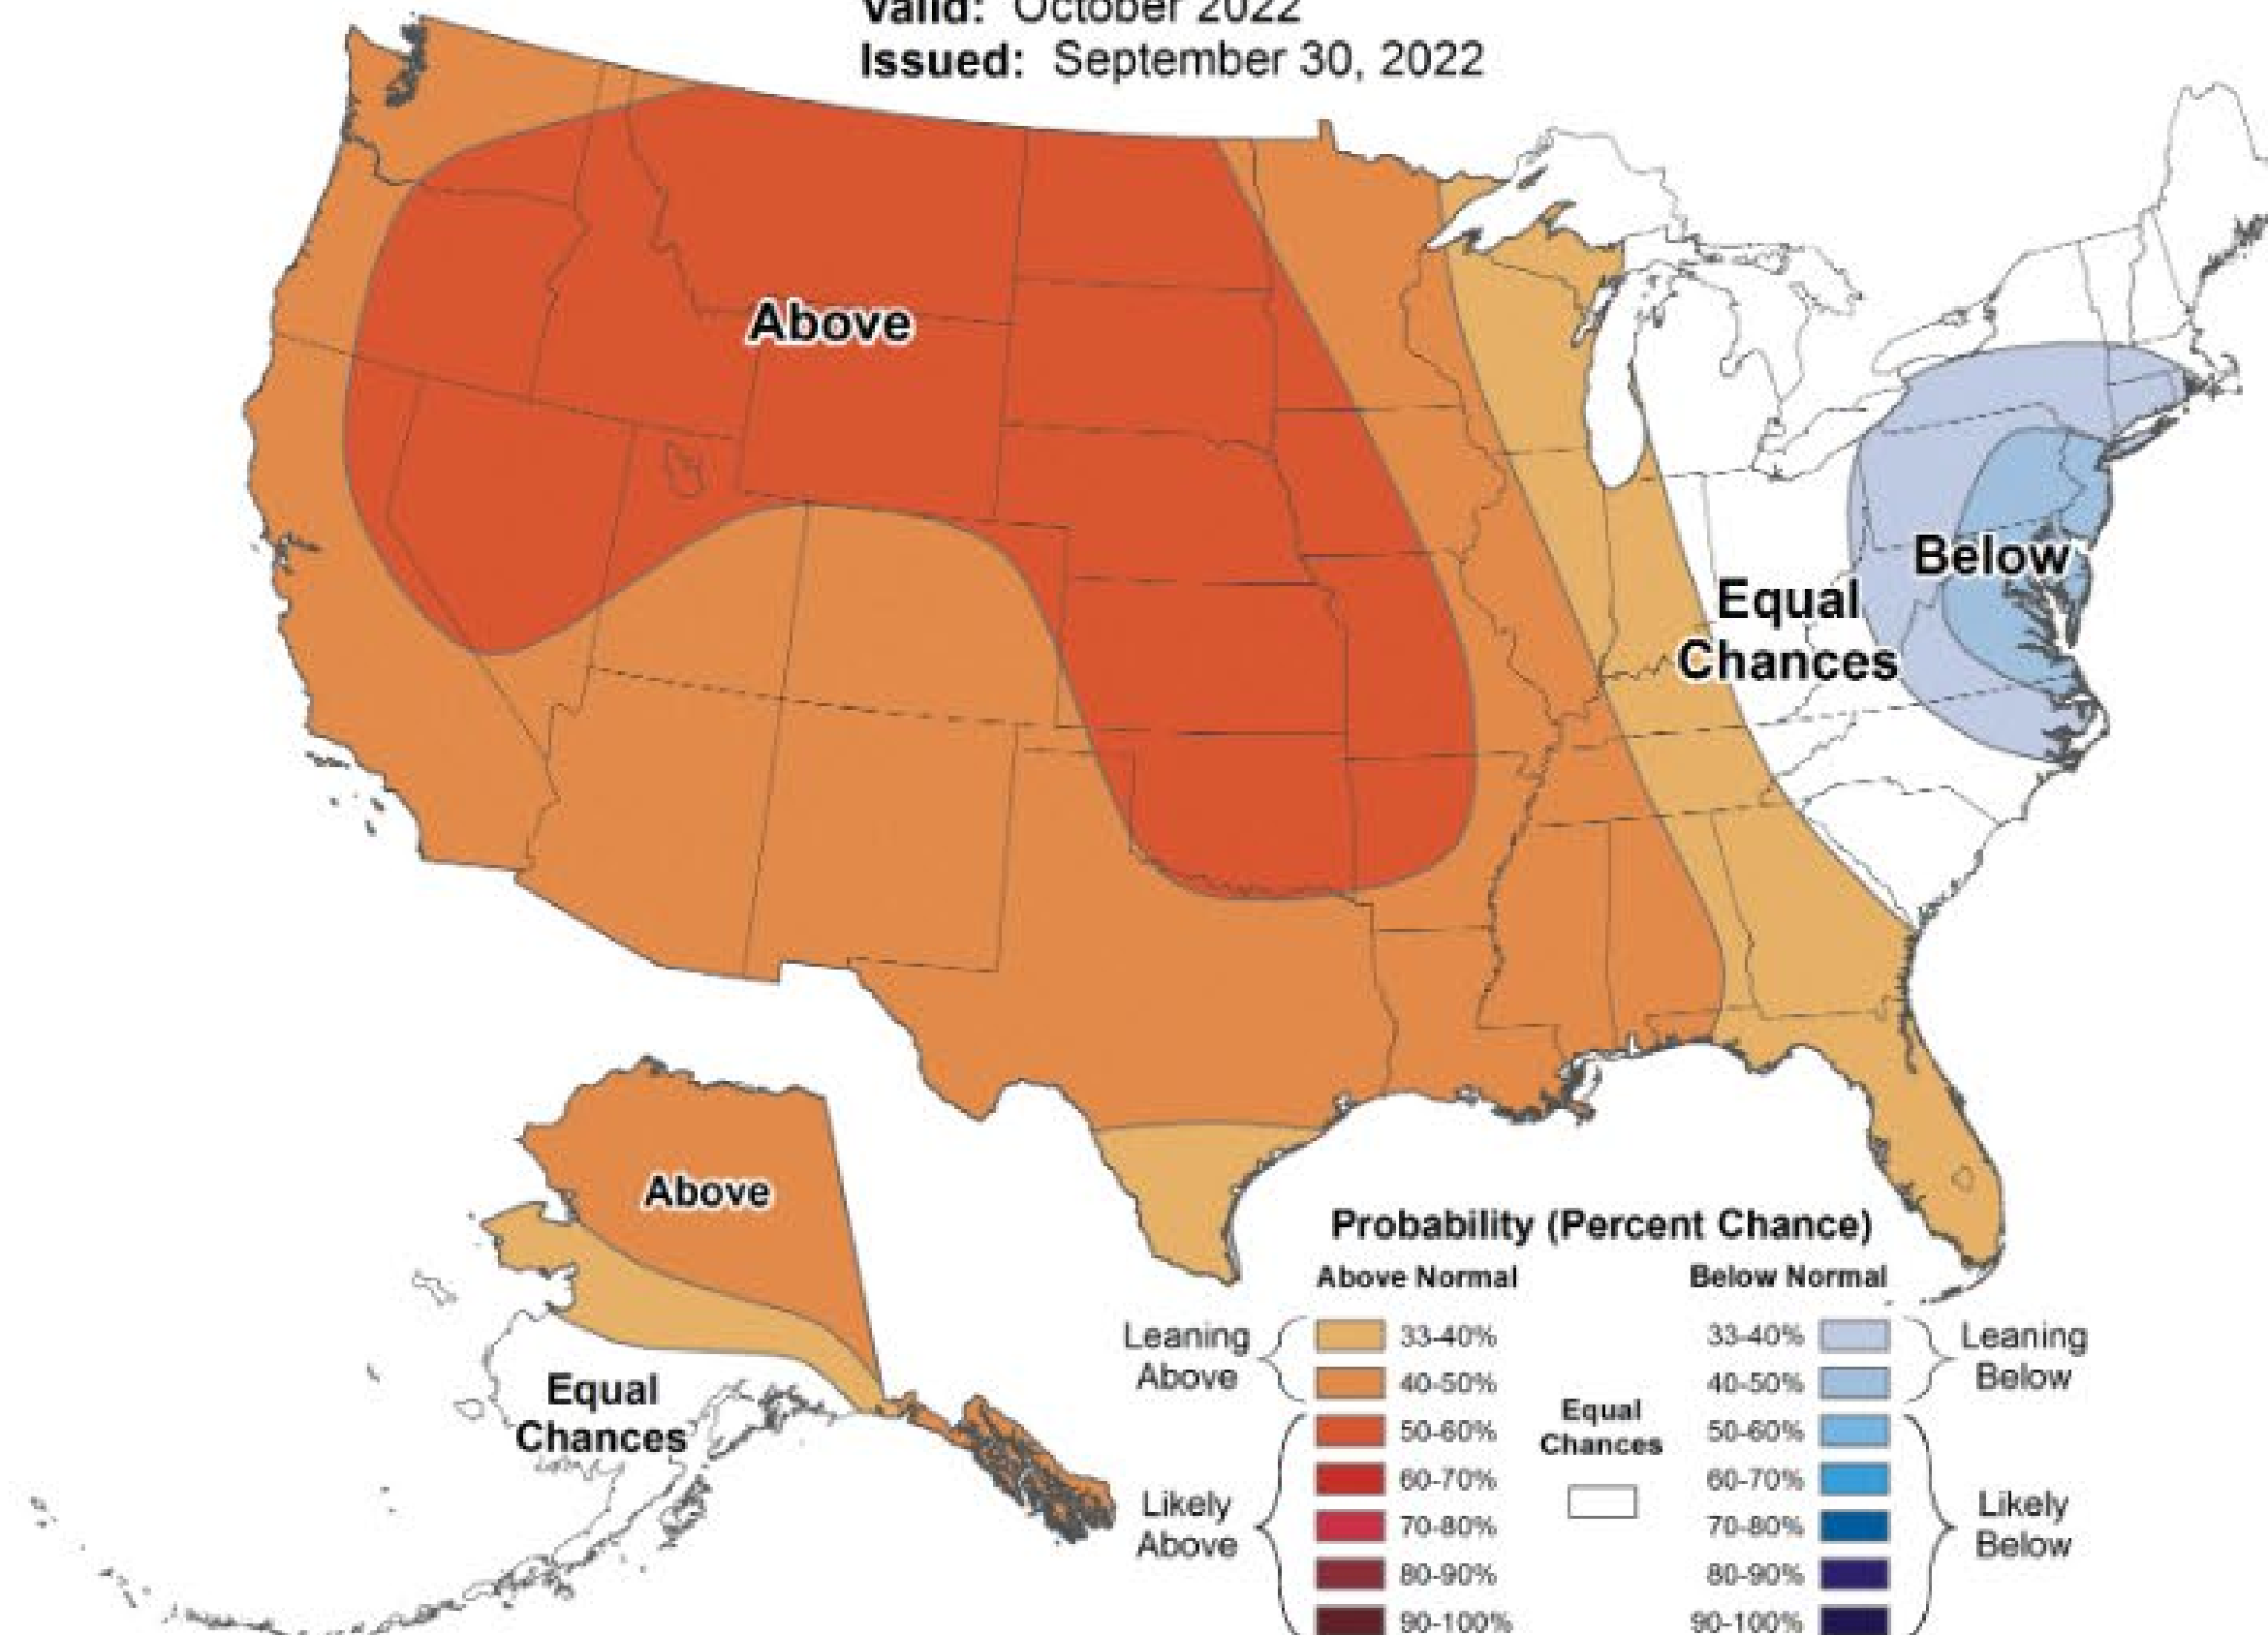 Valid: October 2022
Issued: September 30, 2022
Above
Below
Equal
Chances
Above
Equal
Chances
Probability (Percent Chance)
Above Normal
Below Normal
Leaning
Above
33-40%
40-50%
50-60%
60-70%
70-80%
80-90%
90-100%
Likely
Above
Equal
Chances
33-40%
40-50%
50-60%
60-70%
70-80%
80-90%
90-100%
Leaning
Below
Likely
Below